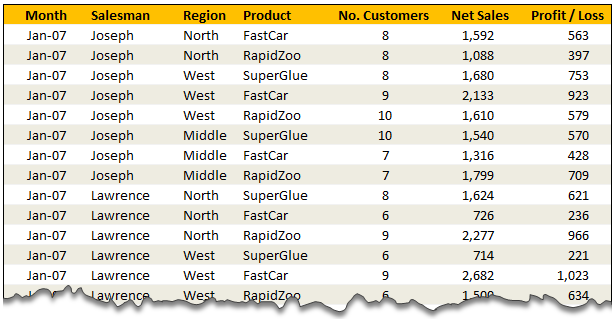 Month Salesman Region Product No. Customers Net Sales Profit / Loss
Jan-07 Joseph North FastCar 8 1,592 563
Jan-07 Joseph North RapidZoo 8 1,088 397
Jan-07 Joseph West SuperGlue 8 1,680 753
Jan-07 Joseph West FastCar 9 2,133 923
Jan-07 Joseph West RapidZoo 10 1,610 579
Jan-07 Joseph Middle SuperGlue 10 1,540 570
Jan-07 Joseph Middle FastCar 7 1,316 428
Jan-07 Joseph Middle RapidZoo 7 1,799 709
Jan-07 Lawrence North SuperGlue 8 1,624 621
Jan-07 Lawrence North FastCar 6 726 236
Jan-07 Lawrence North RapidZoo 9 2,277 966
Jan-07 Lawrence West SuperGlue 6 714 221
Jan-07 Lawrence West FastCar 9 2,682 1,023
Lawrence West RapidZoo 6 634